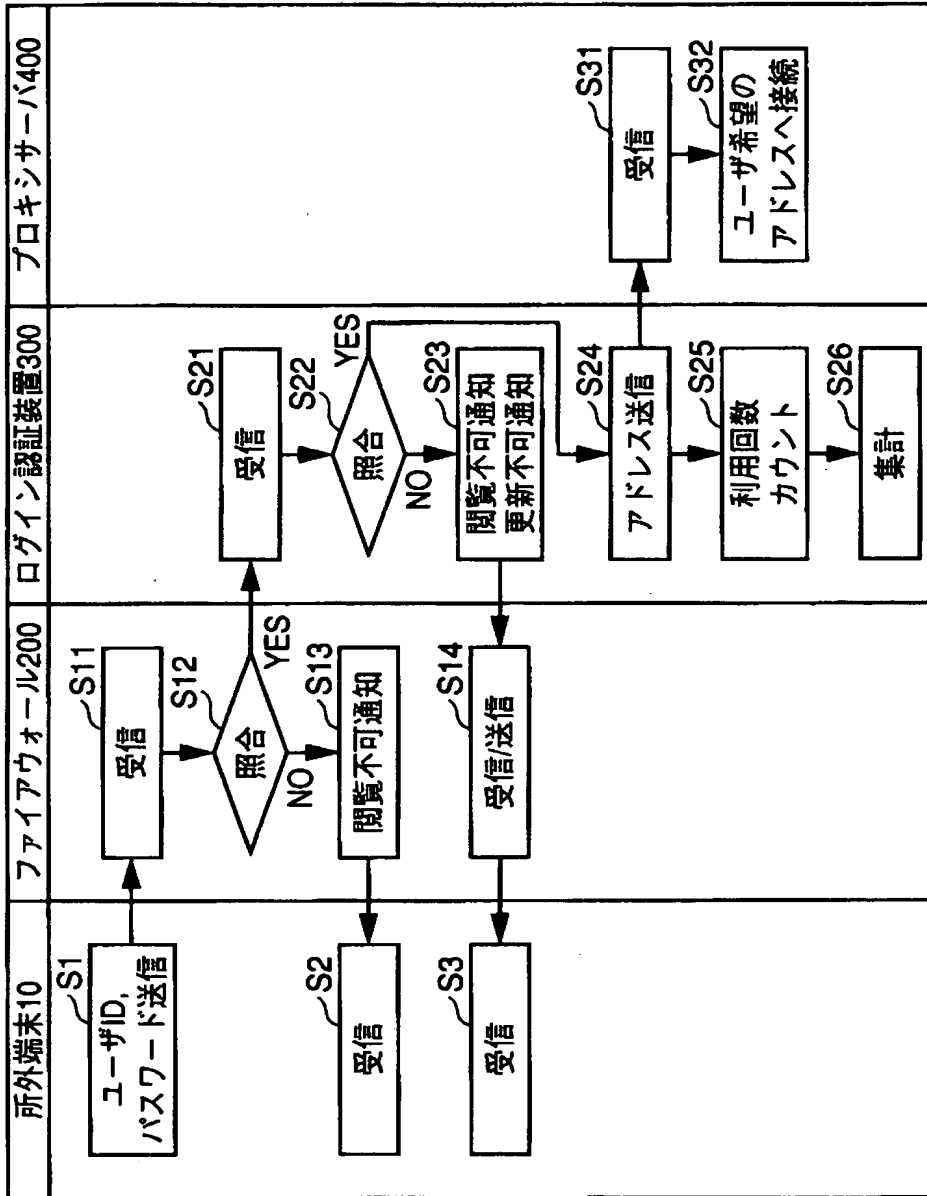 所外端末10
ファイアウォール200
ログイン認証装置300
プロキシサーバ400
S1
ユーザID,
パスワード送信
S11
受信
S12
照合
YES
NO
S13
閲覧不可通知
S2
受信
S21
受信
S22
照合
YES
NO
S23
閲覧不可通知
更新不可通知
S14
受信/送信
S3
受信
S24
アドレス送信
S31
受信
S32
ユーザ希望の
アドレスへ接続
S25
利用回数
カウント
S26
集計